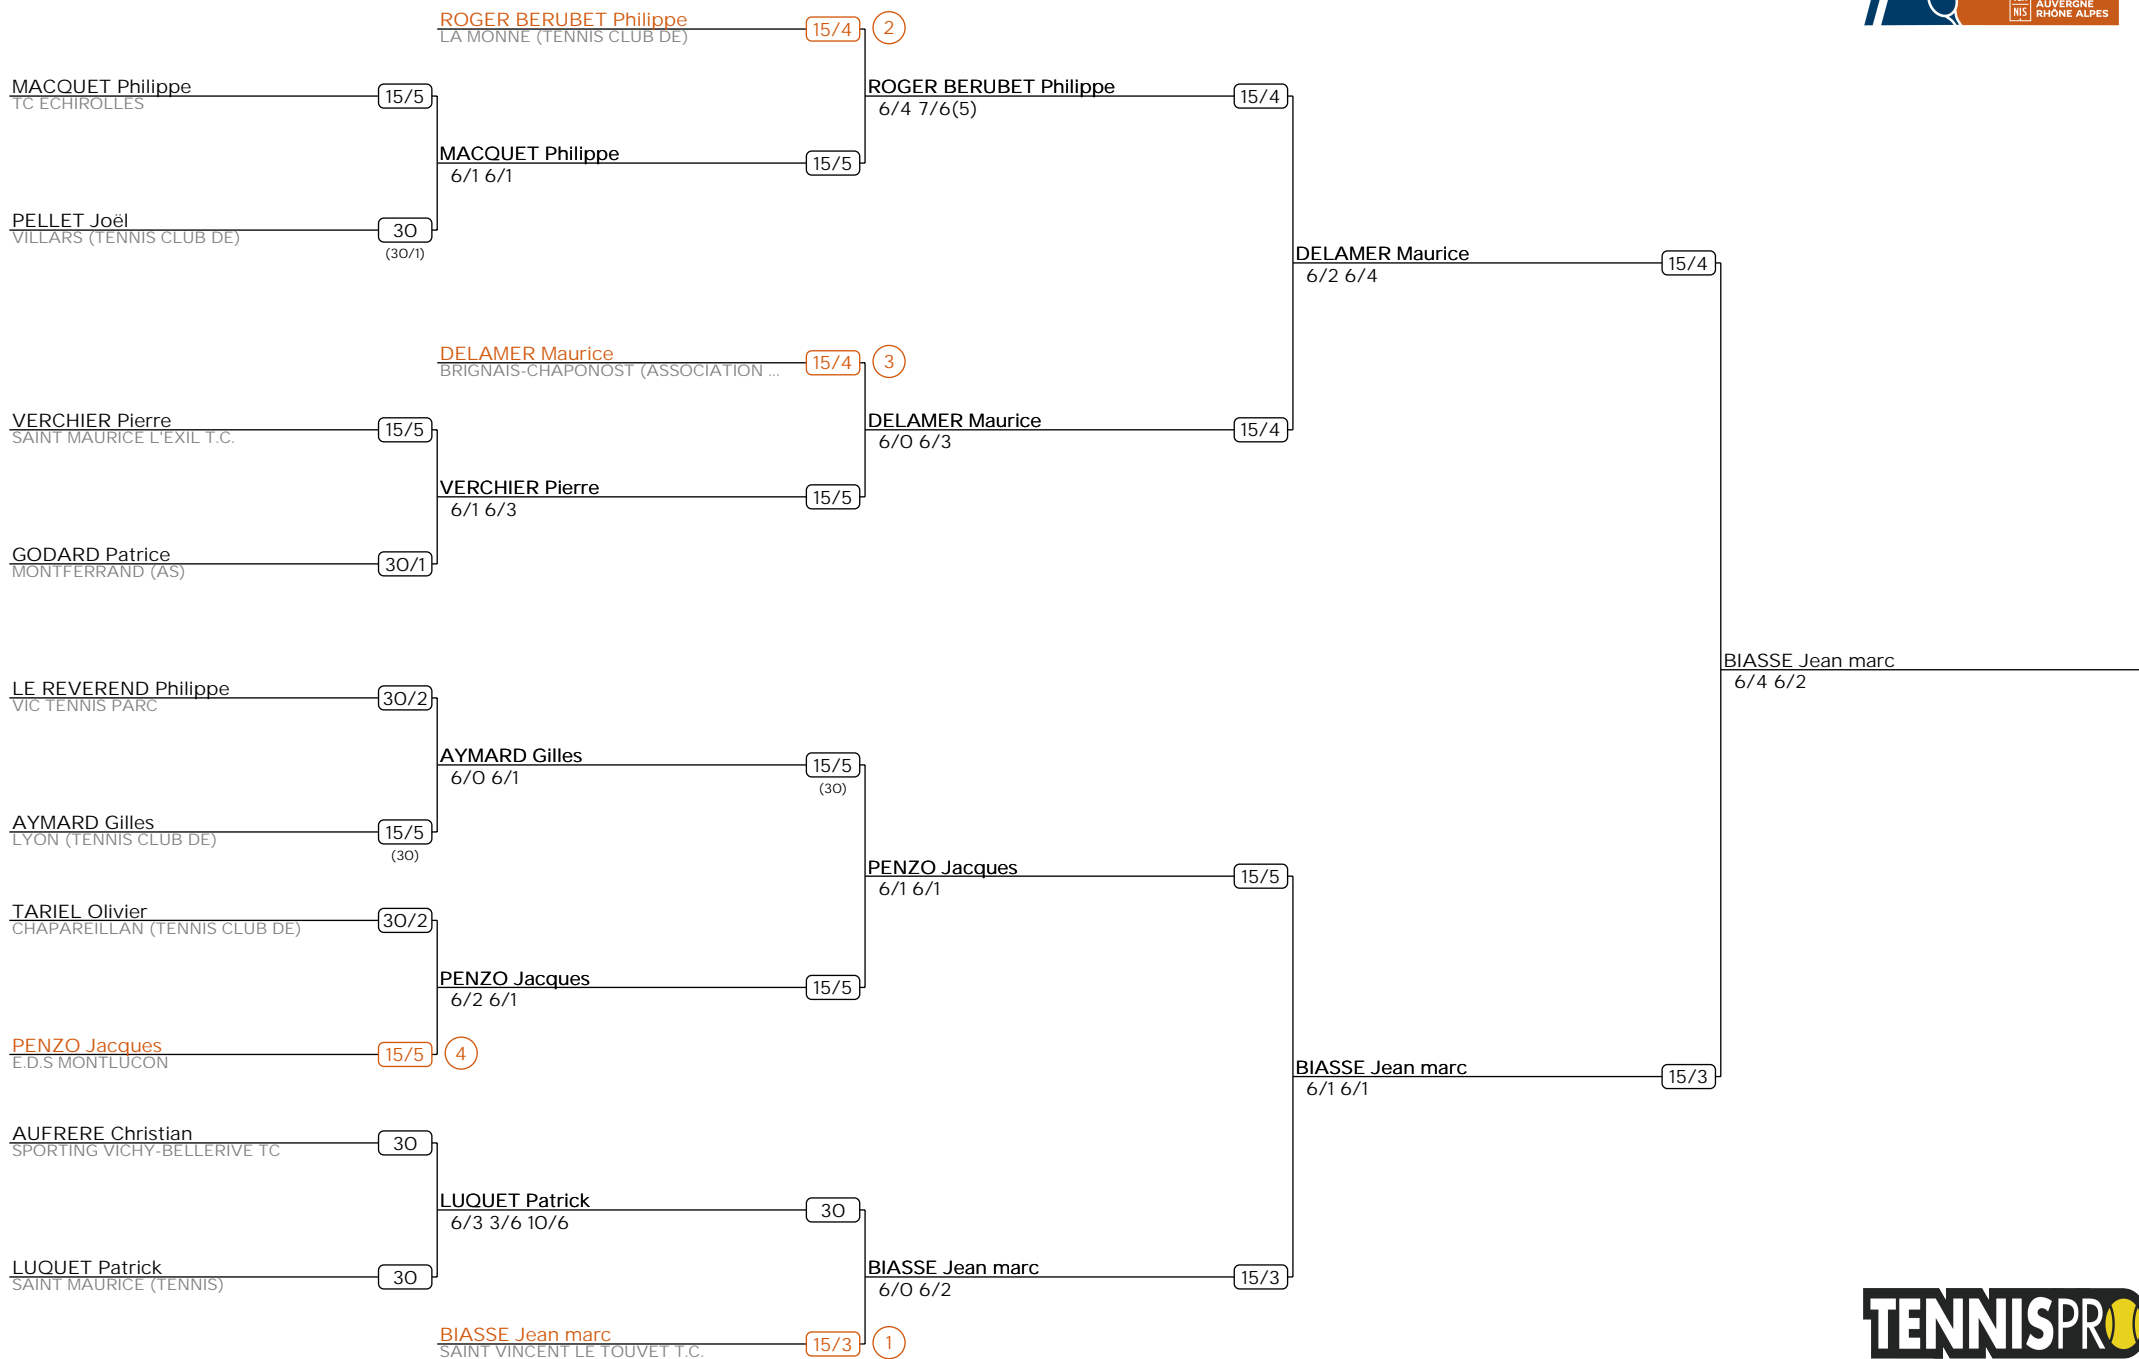 ROGER BERUBET Philippe
LA MONNE (TENNIS CLUB DE)
15/4
2
AUVERGNE
RHÔNE ALPES
NIS
MACQUET Philippe
TC ECHIROLLES
15/5
ROGER BERUBET Philippe
6/4 7/6(5)
15/4
MACQUET Philippe
6/1 6/1
15/5
PELLET Joël
VILLARS (TENNIS CLUB DE)
30
(30/1)
DELAMER Maurice
6/2 6/4
15/4
DELAMER Maurice
BRIGNAIS-CHAPONOST (ASSOCIATION ...
15/4
3
VERCHIER Pierre
SAINT MAURICE L'EXIL T.C.
15/5
DELAMER Maurice
6/0 6/3
15/4
VERCHIER Pierre
6/1 6/3
15/5
GODARD Patrice
MONTFERRAND (AS)
30/1
BIASSE Jean marc
6/4 6/2
LE REVEREND Philippe
VIC TENNIS PARC
30/2
AYMARD Gilles
6/0 6/1
15/5
(30)
AYMARD Gilles
LYON (TENNIS CLUB DE)
15/5
(30)
PENZO Jacques
6/1 6/1
15/5
TARIEL Olivier
CHAPAREILLAN (TENNIS CLUB DE)
30/2
PENZO Jacques
6/2 6/1
15/5
PENZO Jacques
E.D.S MONTLUCON
15/5
4
BIASSE Jean marc
6/1 6/1
15/3
AUFRERE Christian
SPORTING VICHY-BELLERIVE TC
30
LUQUET Patrick
6/3 3/6 10/6
30
LUQUET Patrick
SAINT MAURICE (TENNIS)
30
BIASSE Jean marc
6/0 6/2
15/3
BIASSE Jean marc
SAINT VINCENT LE TOUVET T.C.
15/3
1
TENNISPRO